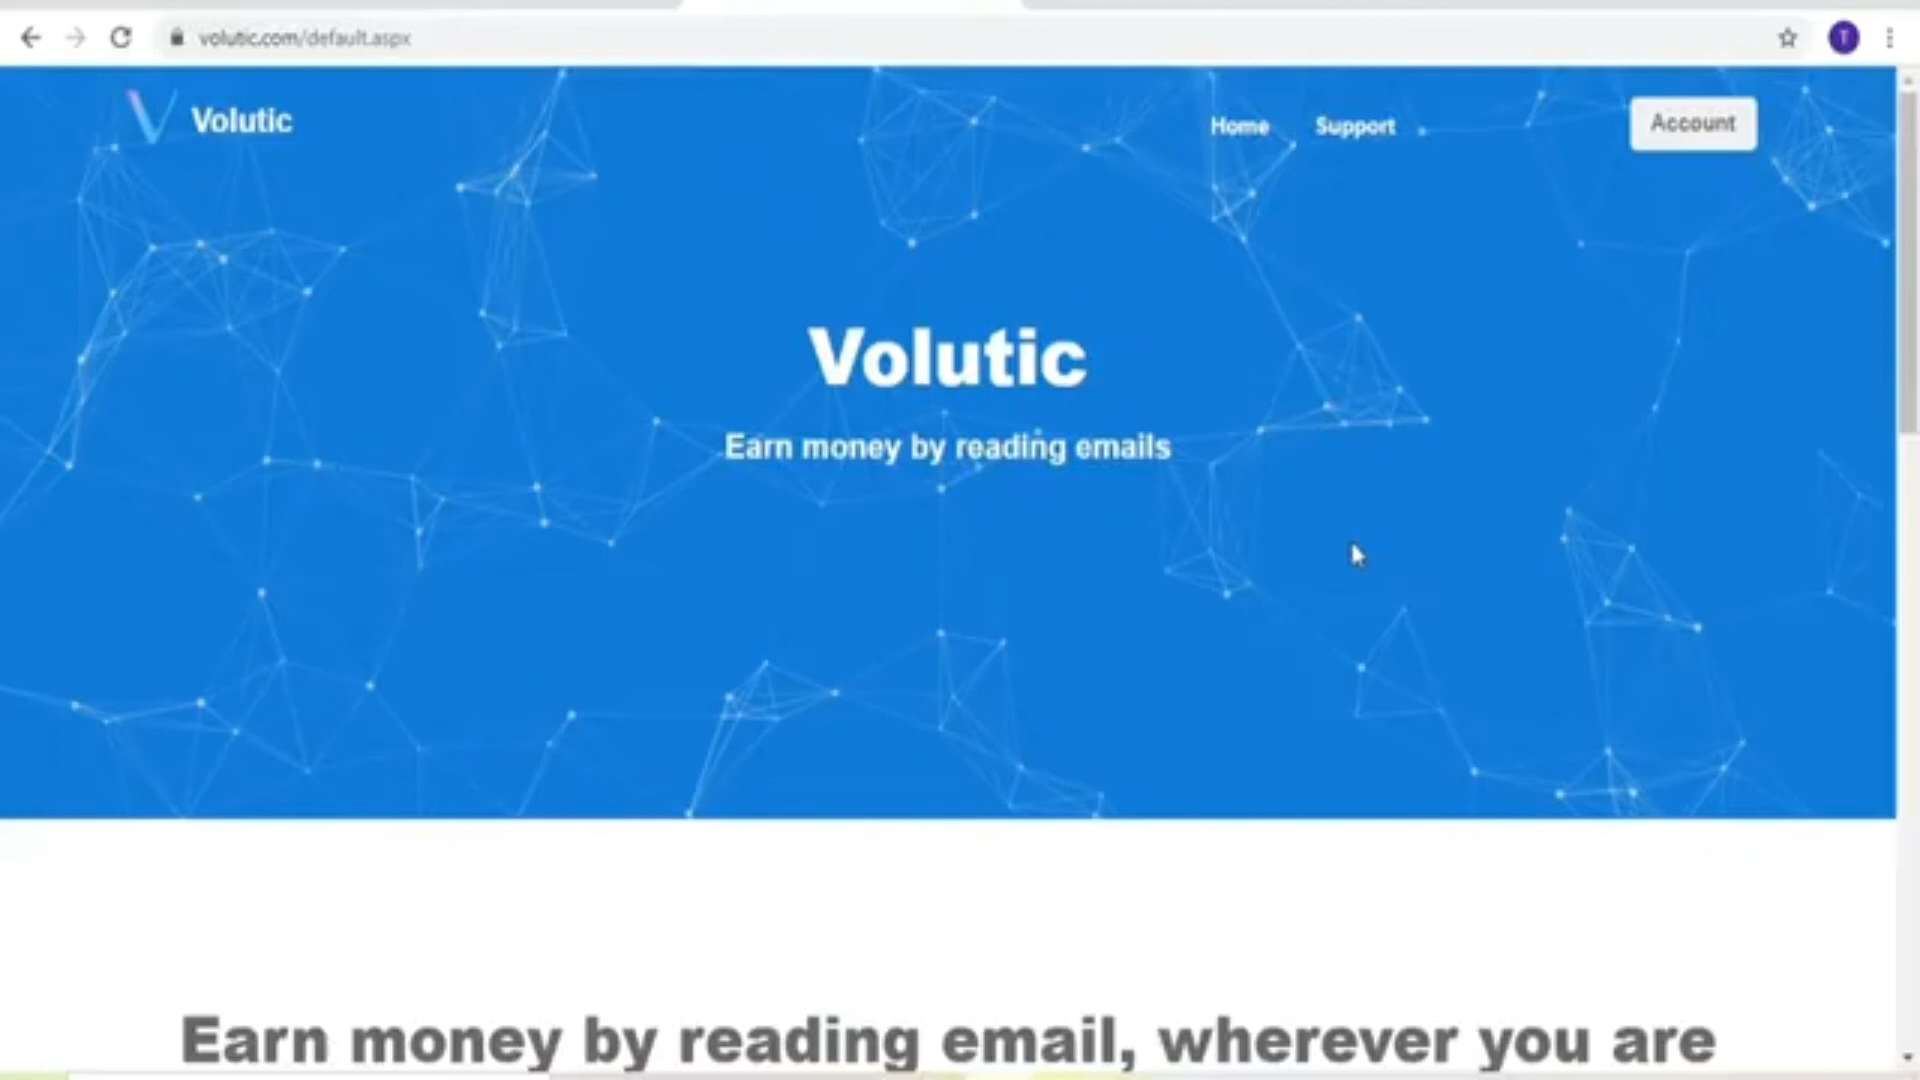 volutic.com/default.aspx
T
Volutic
Home
Support
Account
Volutic
Earn money by reading emails
Earn money by reading email, wherever you are